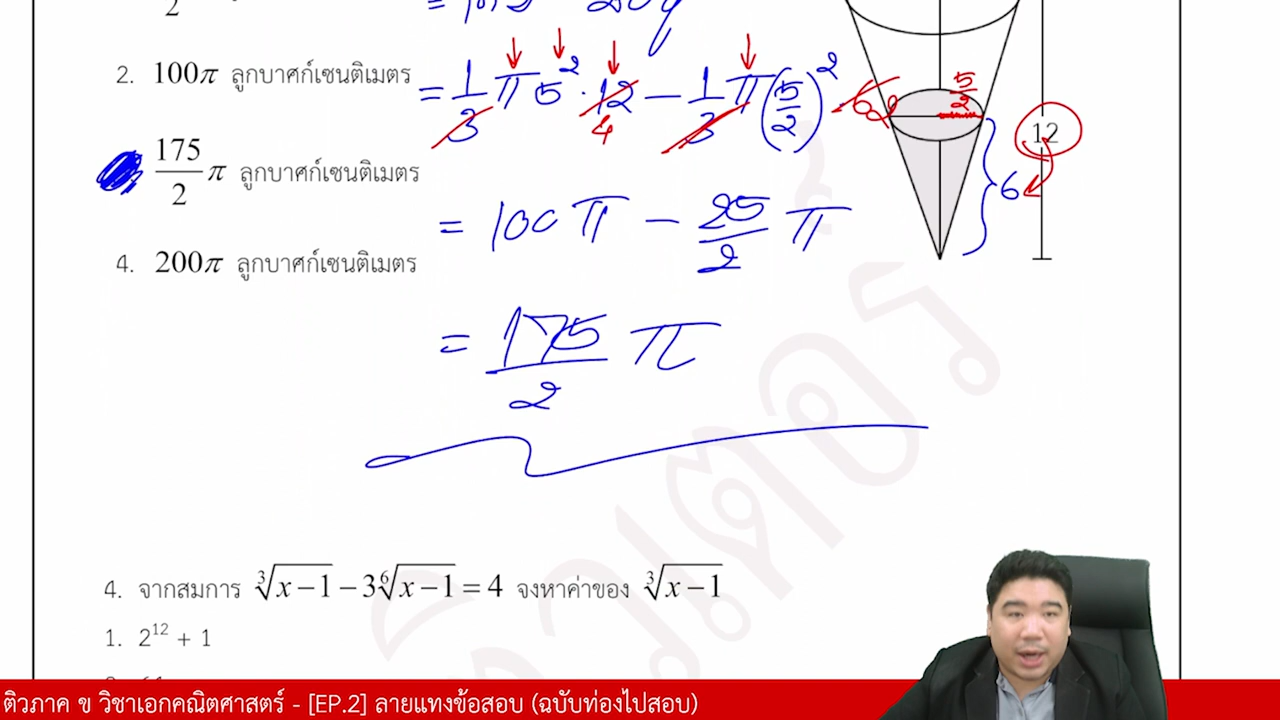 2
2. 100π ลูกบาศก์เซนติเมตร
= 1/3 π 5² · 12 − 1/3 π (5/2)² · 6
4
5/2
12
6
175/2 π ลูกบาศก์เซนติเมตร
= 100 π − 25/2 π
4. 200π ลูกบาศก์เซนติเมตร
= 175/2 π
4. จากสมการ ∛(x−1) − 3 ⁶√(x−1) = 4 จงหาค่าของ ∛(x−1)
1. 2¹² + 1
ติวภาค ข วิชาเอกคณิตศาสตร์ - [EP.2] ลายแทงข้อสอบ (ฉบับท่องไปสอบ)